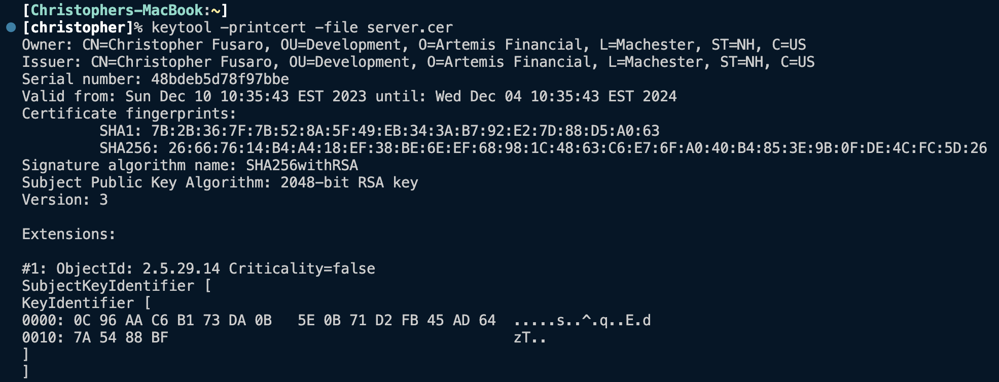 [Christophers-MacBook:~]
[christopher]% keytool -printcert -file server.cer
Owner: CN=Christopher Fusaro, OU=Development, O=Artemis Financial, L=Machester, ST=NH, C=US
Issuer: CN=Christopher Fusaro, OU=Development, O=Artemis Financial, L=Machester, ST=NH, C=US
Serial number: 48bdeb5d78f97bbe
Valid from: Sun Dec 10 10:35:43 EST 2023 until: Wed Dec 04 10:35:43 EST 2024
Certificate fingerprints:
         SHA1: 7B:2B:36:7F:7B:52:8A:5F:49:EB:34:3A:B7:92:E2:7D:88:D5:A0:63
         SHA256: 26:66:76:14:B4:A4:18:EF:38:BE:6E:EF:68:98:1C:48:63:C6:E7:6F:A0:40:B4:85:3E:9B:0F:DE:4C:FC:5D:26
Signature algorithm name: SHA256withRSA
Subject Public Key Algorithm: 2048-bit RSA key
Version: 3

Extensions:

#1: ObjectId: 2.5.29.14 Criticality=false
SubjectKeyIdentifier [
KeyIdentifier [
0000: 0C 96 AA C6 B1 73 DA 0B   5E 0B 71 D2 FB 45 AD 64  .....s..^.q..E.d
0010: 7A 54 88 BF                                        zT..
]
]